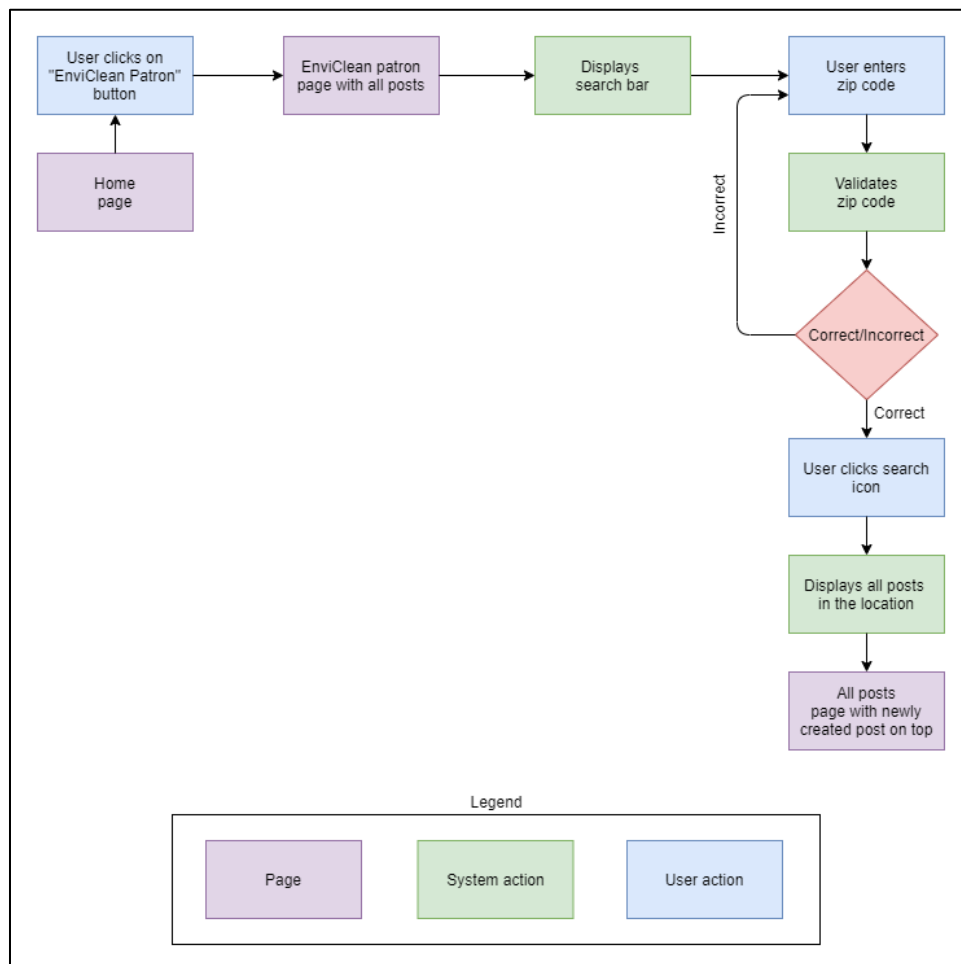 User clicks on
"EnviClean Patron"
button
EnviClean patron
page with all posts
Displays
search bar
User enters
zip code
Home
page
Validates
zip code
Incorrect
Correct/Incorrect
Correct
User clicks search
icon
Displays all posts
in the location
All posts
page with newly
created post on top
Legend
Page
System action
User action